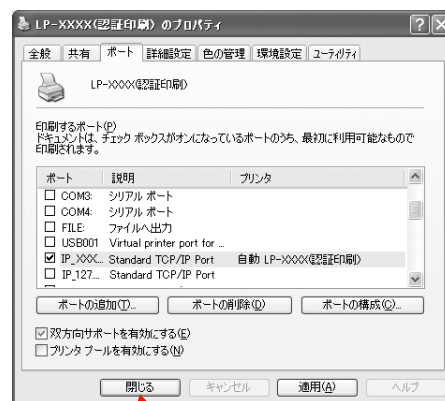 LP-XXXX(認証印刷) のプロパティ
全般 共有 ポート 詳細設定 色の管理 環境設定 ユーティリティ
LP-XXXX(認証印刷)
印刷するポート(P)
ドキュメントは、チェック ボックスがオンになっているポートのうち、最初に利用可能なもので
印刷されます。
ポート 説明 プリンタ
COM3: シリアル ポート
COM4: シリアル ポート
FILE: ファイルへ出力
USB001 Virtual printer port for ...
IP_XXX... Standard TCP/IP Port 自動 LP-XXXX(認証印刷)
IP_127... Standard TCP/IP Port
ポートの追加(T)... ポートの削除(D) ポートの構成(C)...
双方向サポートを有効にする(E)
プリンタ プールを有効にする(N)
閉じる キャンセル 適用(A) ヘルプ